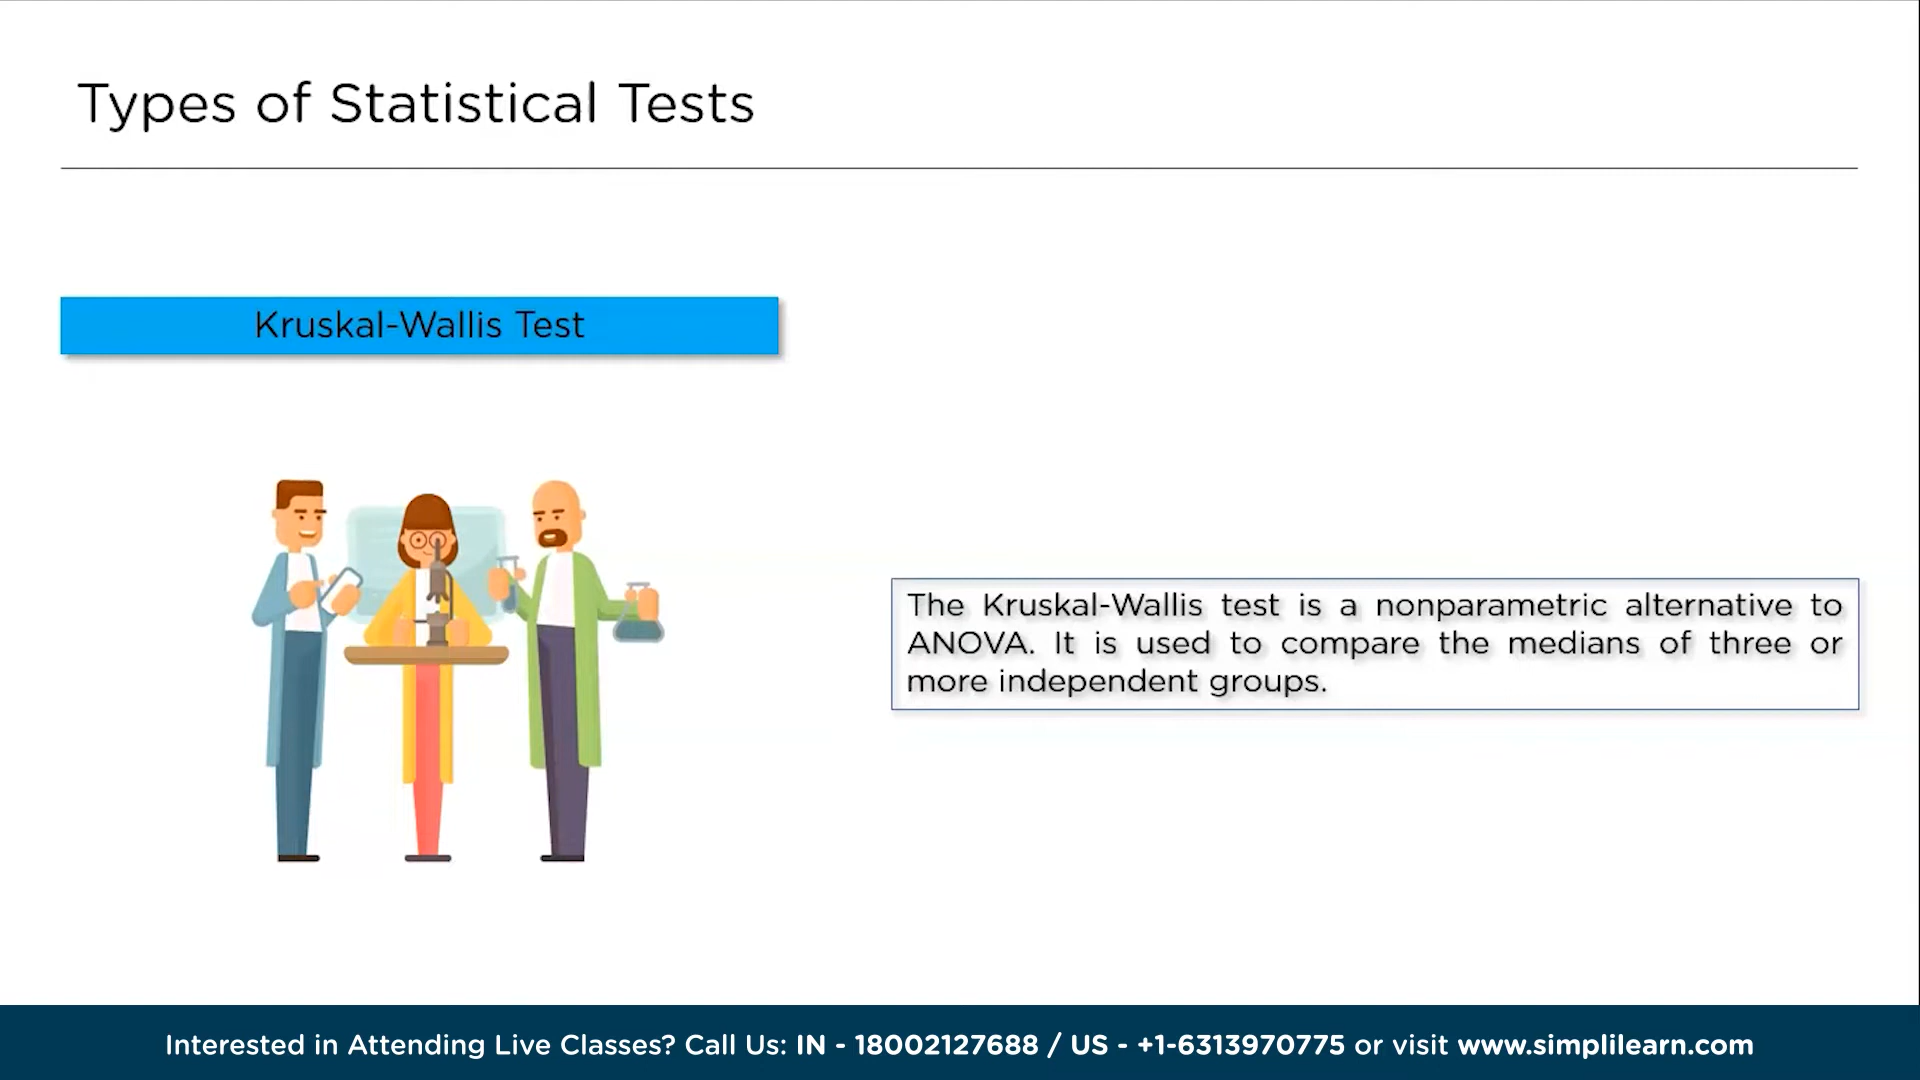 Types of Statistical Tests
Kruskal-Wallis Test
The Kruskal-Wallis test is a nonparametric alternative to
ANOVA. It is used to compare the medians of three or
more independent groups.
Interested in Attending Live Classes? Call Us: IN - 18002127688 / US - +1-6313970775 or visit www.simplilearn.com